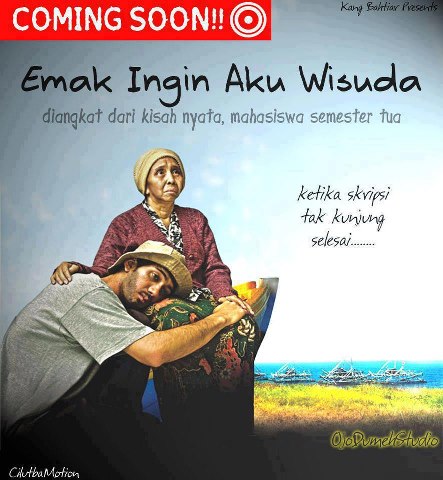 COMING SOON!!
Kang Bahtiar Presents
Emak Ingin Aku Wisuda
diangkat dari kisah nyata, mahasiswa semester tua
ketika skripsi
tak kunjung
selesai........
OjoDumehStudio
CilutbaMotion